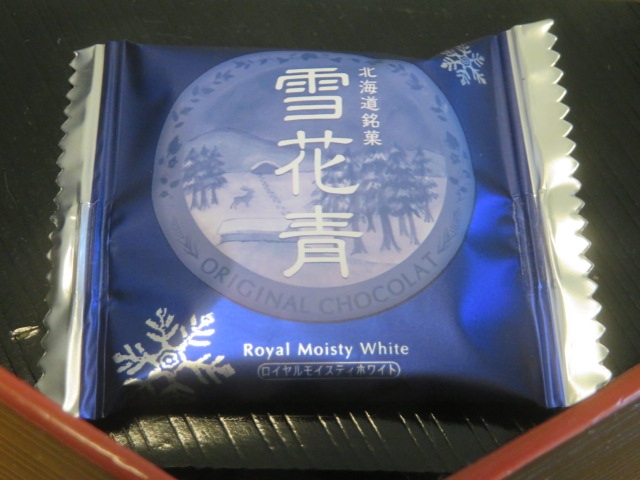 北海道銘菓
雪花青
ORIGINAL CHOCOLAT
Royal Moisty White
ロイヤルモイスティホワイト